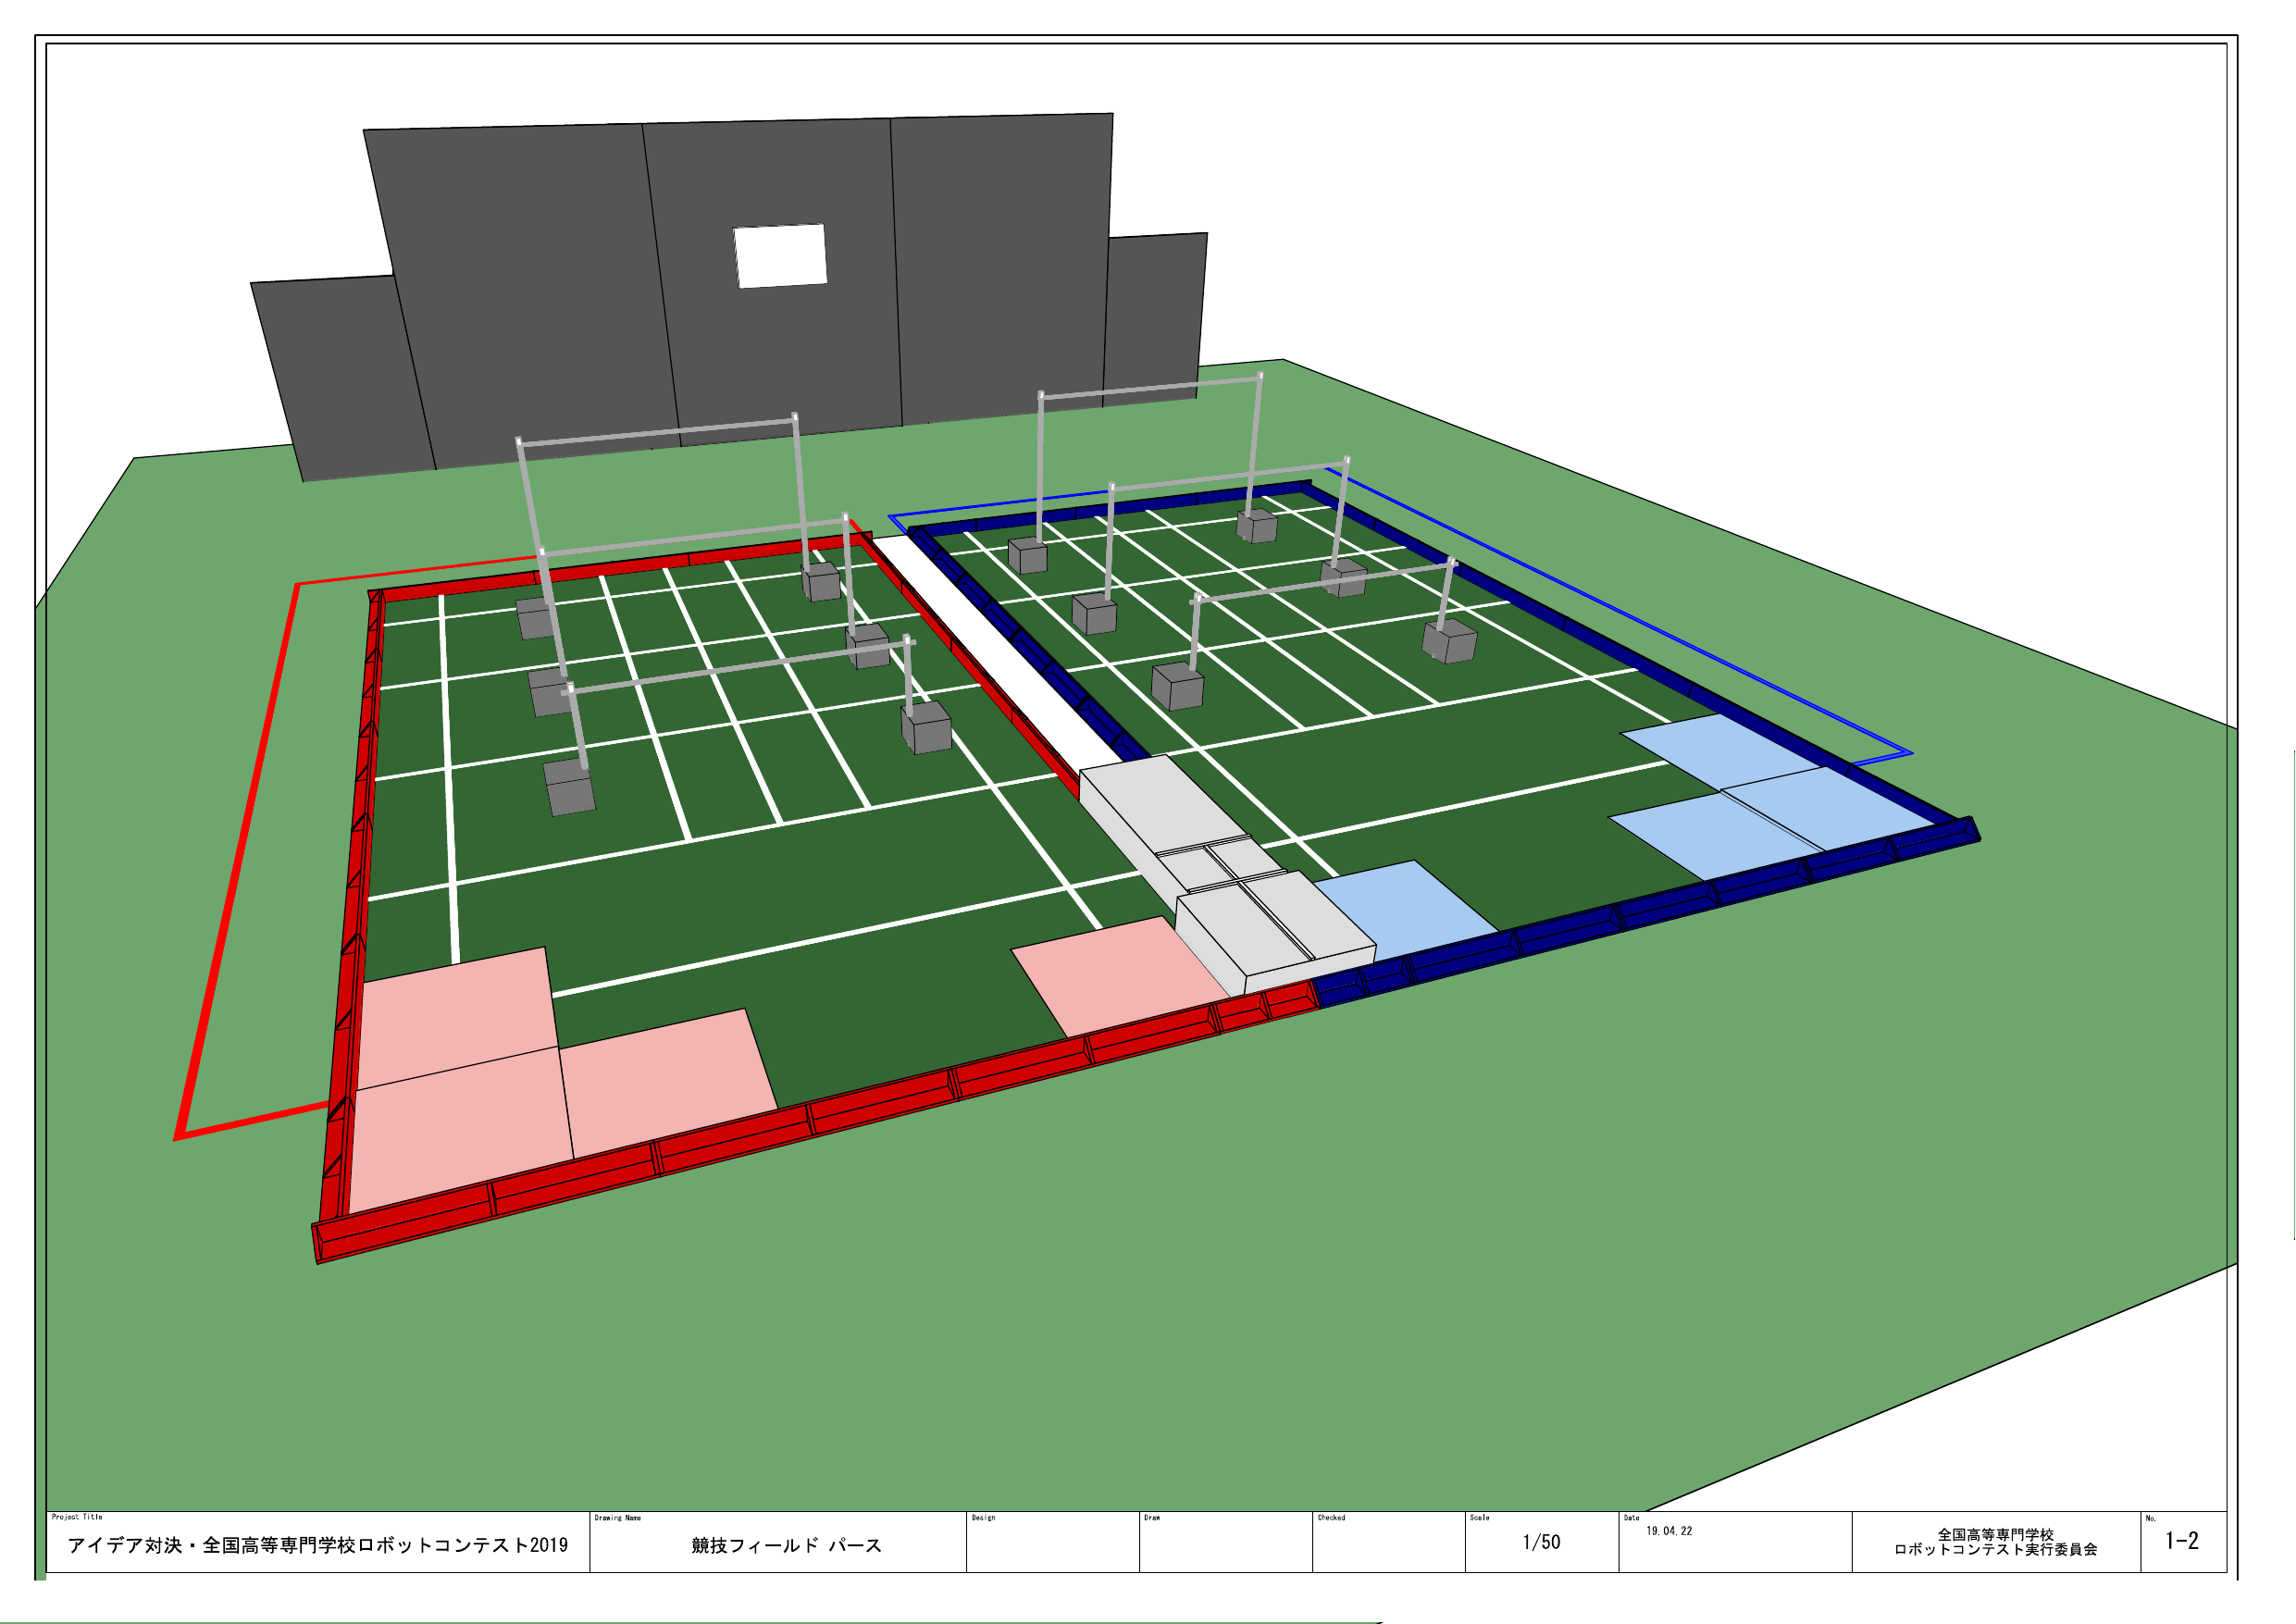 Project Title
アイデア対決・全国高等専門学校ロボットコンテスト2019
Drawing Name
競技フィールド パース
Design
Draw
Checked
Scale
1/50
Date
19.04.22
全国高等専門学校
ロボットコンテスト実行委員会
No.
1-2